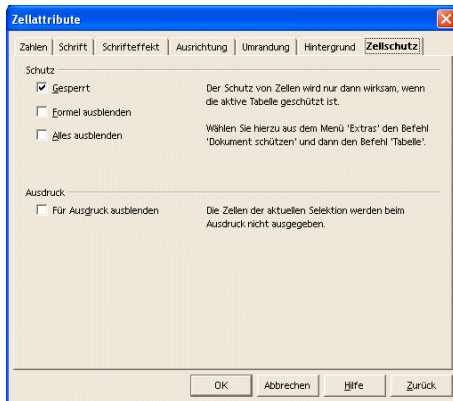 Zellattribute
Zahlen Schrift Schrifteffekt Ausrichtung Umrandung Hintergrund Zellschutz
Schutz
Gesperrt Der Schutz von Zellen wird nur dann wirksam, wenn
die aktive Tabelle geschützt ist.
Formel ausblenden
Wählen Sie hierzu aus dem Menü 'Extras' den Befehl
Alles ausblenden 'Dokument schützen' und dann den Befehl 'Tabelle'.
Ausdruck
Für Ausdruck ausblenden Die Zellen der aktuellen Selektion werden beim
Ausdruck nicht ausgegeben.
OK Abbrechen Hilfe Zurück